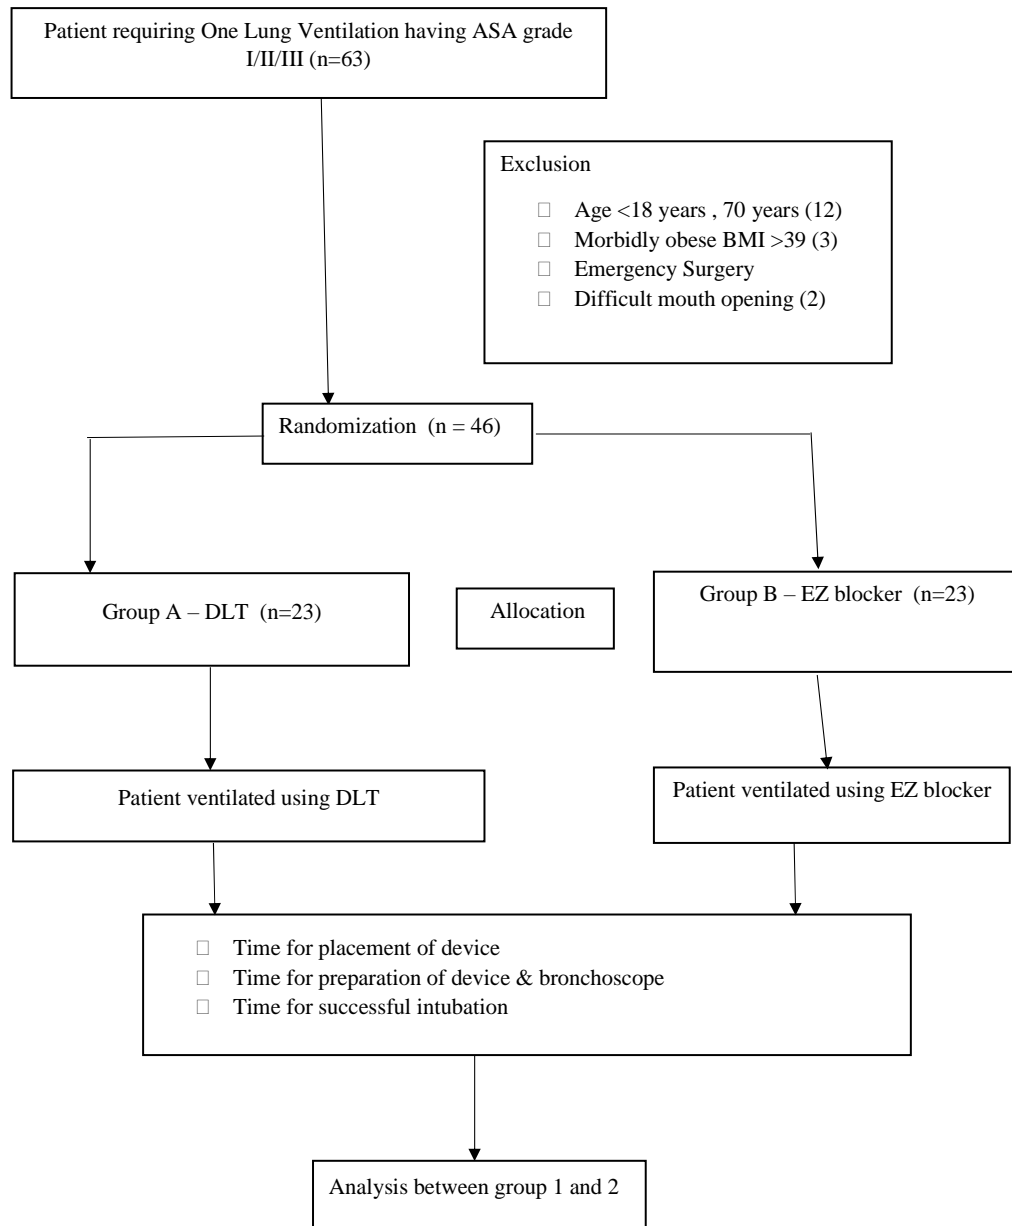 Patient requiring One Lung Ventilation having ASA grade
I/II/III (n=63)
Exclusion
Age <18 years , 70 years (12)
Morbidly obese BMI >39 (3)
Emergency Surgery
Difficult mouth opening (2)
Randomization (n = 46)
Group A – DLT (n=23)
Allocation
Group B – EZ blocker (n=23)
Patient ventilated using DLT
Patient ventilated using EZ blocker
Time for placement of device
Time for preparation of device & bronchoscope
Time for successful intubation
Analysis between group 1 and 2